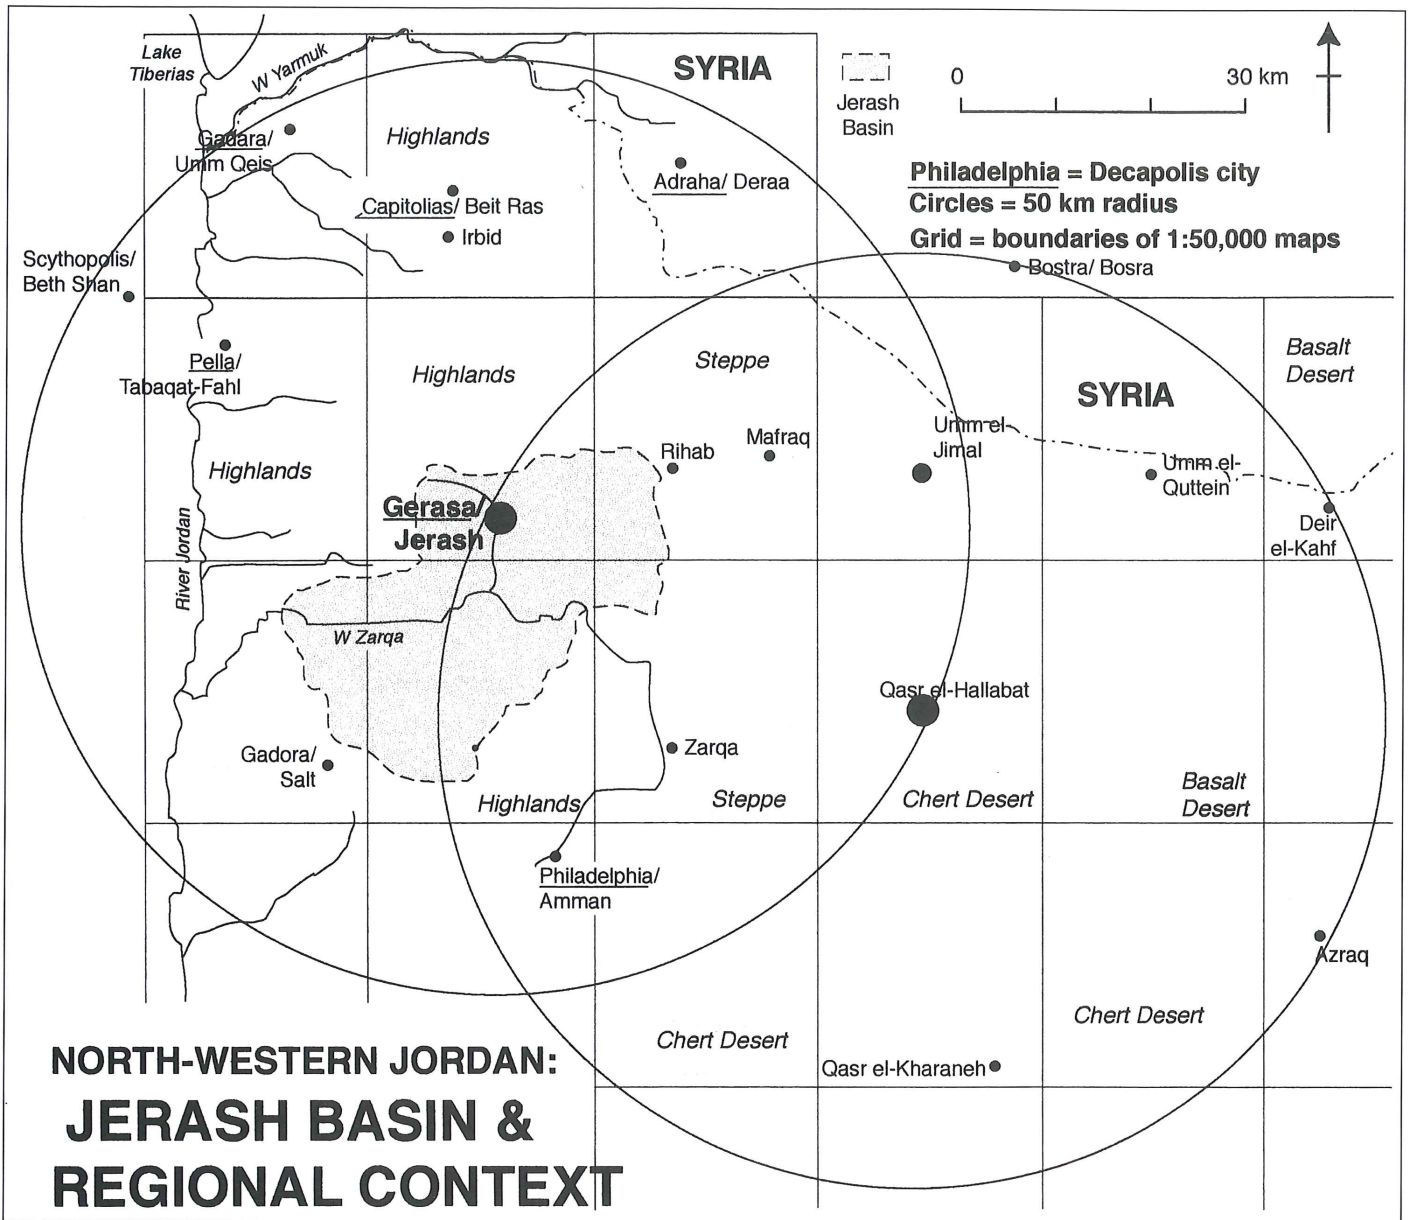 Lake
Tiberias
W Yarmuk
SYRIA
Jerash
Basin
0
30 km
Gadara/
Umm Qeis
Highlands
Adraha/ Deraa
Philadelphia = Decapolis city
Circles = 50 km radius
Grid = boundaries of 1:50,000 maps
Capitolias/ Beit Ras
Irbid
Scythopolis/
Beth Shan
Bostra/ Bosra
Pella/
Tabaqat-Fahl
Highlands
Steppe
Basalt
Desert
SYRIA
Highlands
Rihab
Mafraq
Umm el-
Jimal
Umm el-
Quttein
Gerasa/
Jerash
Deir
el-Kahf
River Jordan
W Zarqa
Qasr el-Hallabat
Gadora/
Salt
Zarqa
Highlands
Steppe
Chert Desert
Basalt
Desert
Philadelphia/
Amman
Azraq
Chert Desert
Chert Desert
Qasr el-Kharaneh
NORTH-WESTERN JORDAN:
JERASH BASIN &
REGIONAL CONTEXT